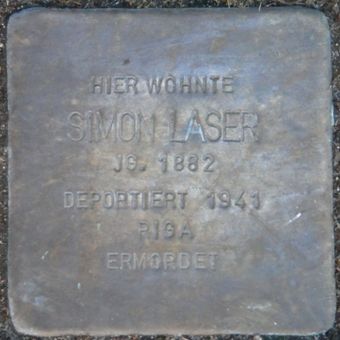 HIER WOHNTE
SIMON LASER
JG. 1882
DEPORTIERT 1941
RIGA
ERMORDET